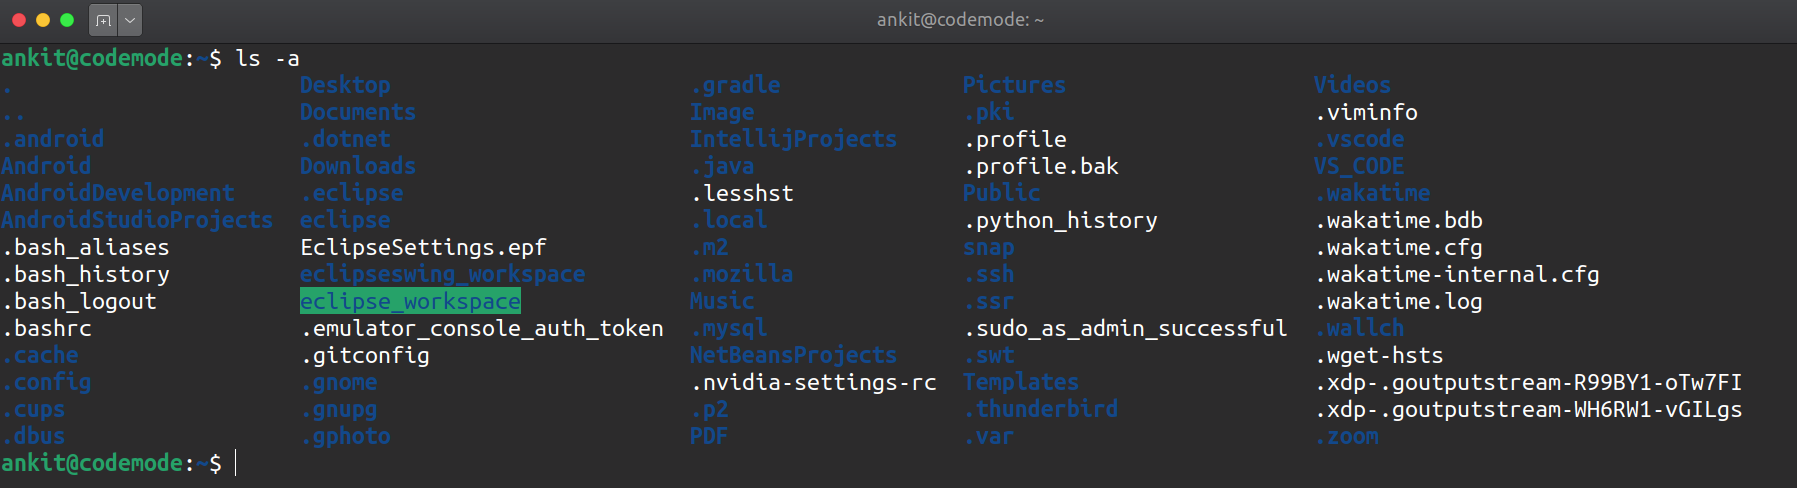 ankit@codemode: ~
ankit@codemode:~$ ls -a
. Desktop .gradle Pictures Videos
.. Documents Image .pki .viminfo
.android .dotnet IntellijProjects .profile .vscode
Android Downloads .java .profile.bak VS_CODE
AndroidDevelopment .eclipse .lesshst Public .wakatime
AndroidStudioProjects eclipse .local .python_history .wakatime.bdb
.bash_aliases EclipseSettings.epf .m2 snap .wakatime.cfg
.bash_history eclipseswing_workspace .mozilla .ssh .wakatime-internal.cfg
.bash_logout eclipse_workspace Music .ssr .wakatime.log
.bashrc .emulator_console_auth_token .mysql .sudo_as_admin_successful .wallch
.cache .gitconfig NetBeansProjects .swt .wget-hsts
.config .gnome .nvidia-settings-rc Templates .xdp-.goutputstream-R99BY1-oTw7FI
.cups .gnupg .p2 .thunderbird .xdp-.goutputstream-WH6RW1-vGILgs
.dbus .gphoto PDF .var .zoom
ankit@codemode:~$